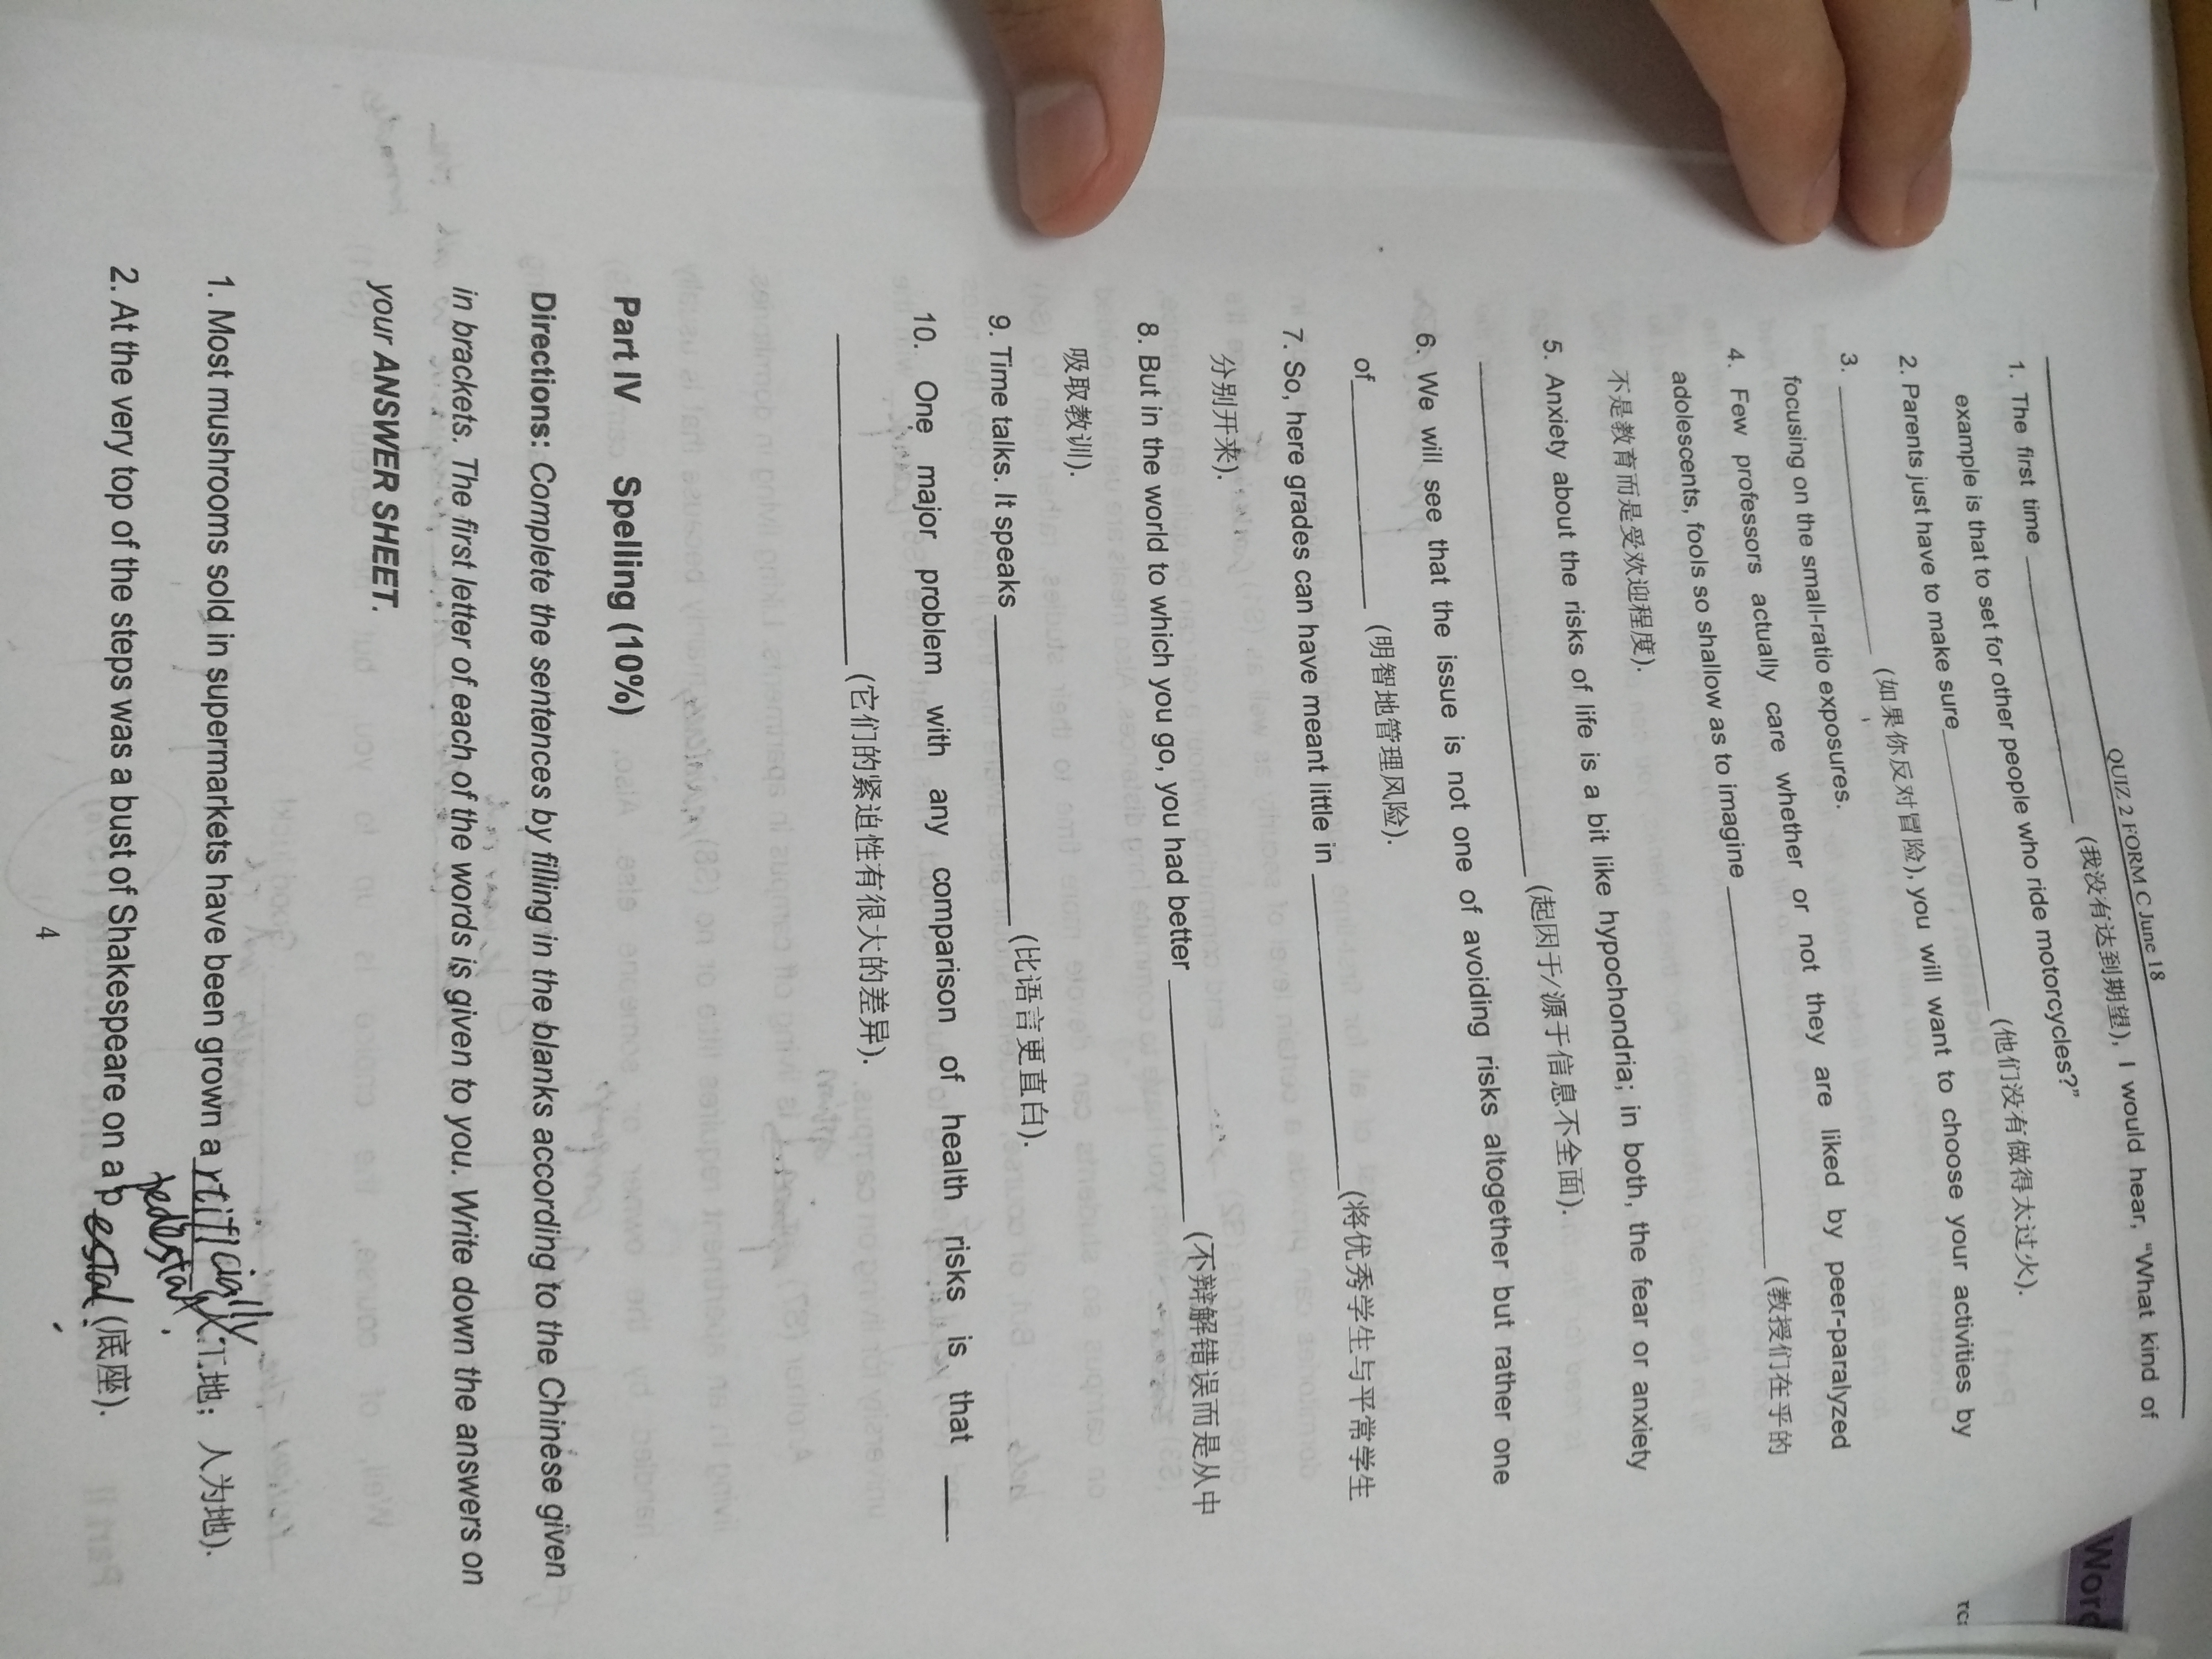 QUIZ 2 FORM C June 18
1. The first time ____________ (我没有达到期望), I would hear, “What kind of
example is that to set for other people who ride motorcycles?”
2. Parents just have to make sure____________ (他们没有做得太过火).
3. ____________ (如果你反对冒险), you will want to choose your activities by
focusing on the small-ratio exposures.
4. Few professors actually care whether or not they are liked by peer-paralyzed
adolescents, fools so shallow as to imagine ____________ (教授们在乎的
不是教育而是受欢迎程度).
5. Anxiety about the risks of life is a bit like hypochondria; in both, the fear or anxiety
____________ (起因于/源于信息不全面).
6. We will see that the issue is not one of avoiding risks altogether but rather one
of____________ (明智地管理风险).
7. So, here grades can have meant little in ____________(将优秀学生与平常学生
分别开来).
8. But in the world to which you go, you had better ____________ (不辩解错误而是从中
吸取教训).
9. Time talks. It speaks ____________ (比语言更直白).
10. One major problem with any comparison of health risks is that ____
____________ (它们的紧迫性有很大的差异).
Part IV Spelling (10%)
Directions: Complete the sentences by filling in the blanks according to the Chinese given
in brackets. The first letter of each of the words is given to you. Write down the answers on
your ANSWER SHEET.
1. Most mushrooms sold in supermarkets have been grown artificially (人工地；人为地).
pedestal
2. At the very top of the steps was a bust of Shakespeare on a pestal (底座).
4
Word